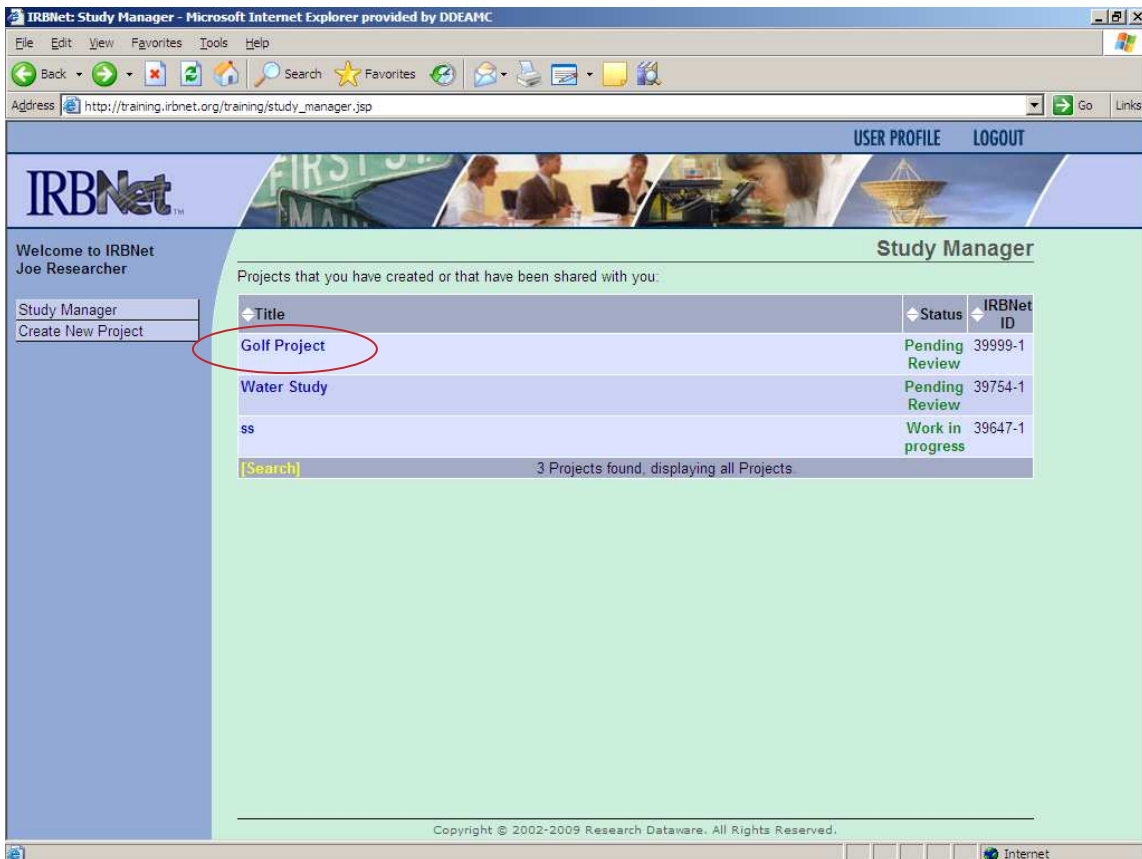 IRBNet: Study Manager - Microsoft Internet Explorer provided by DDEAMC
File Edit View Favorites Tools Help
Back Search Favorites
Address http://training.irbnet.org/training/study_manager.jsp Go Links
USER PROFILE LOGOUT
IRBNet™
FIRST ST.
MAIN
Welcome to IRBNet
Joe Researcher
Study Manager
Create New Project
Study Manager
Projects that you have created or that have been shared with you:
Title Status IRBNet
ID
Golf Project Pending 39999-1
Review
Water Study Pending 39754-1
Review
ss Work in 39647-1
progress
[Search] 3 Projects found, displaying all Projects.
Copyright © 2002-2009 Research Dataware. All Rights Reserved.
Internet